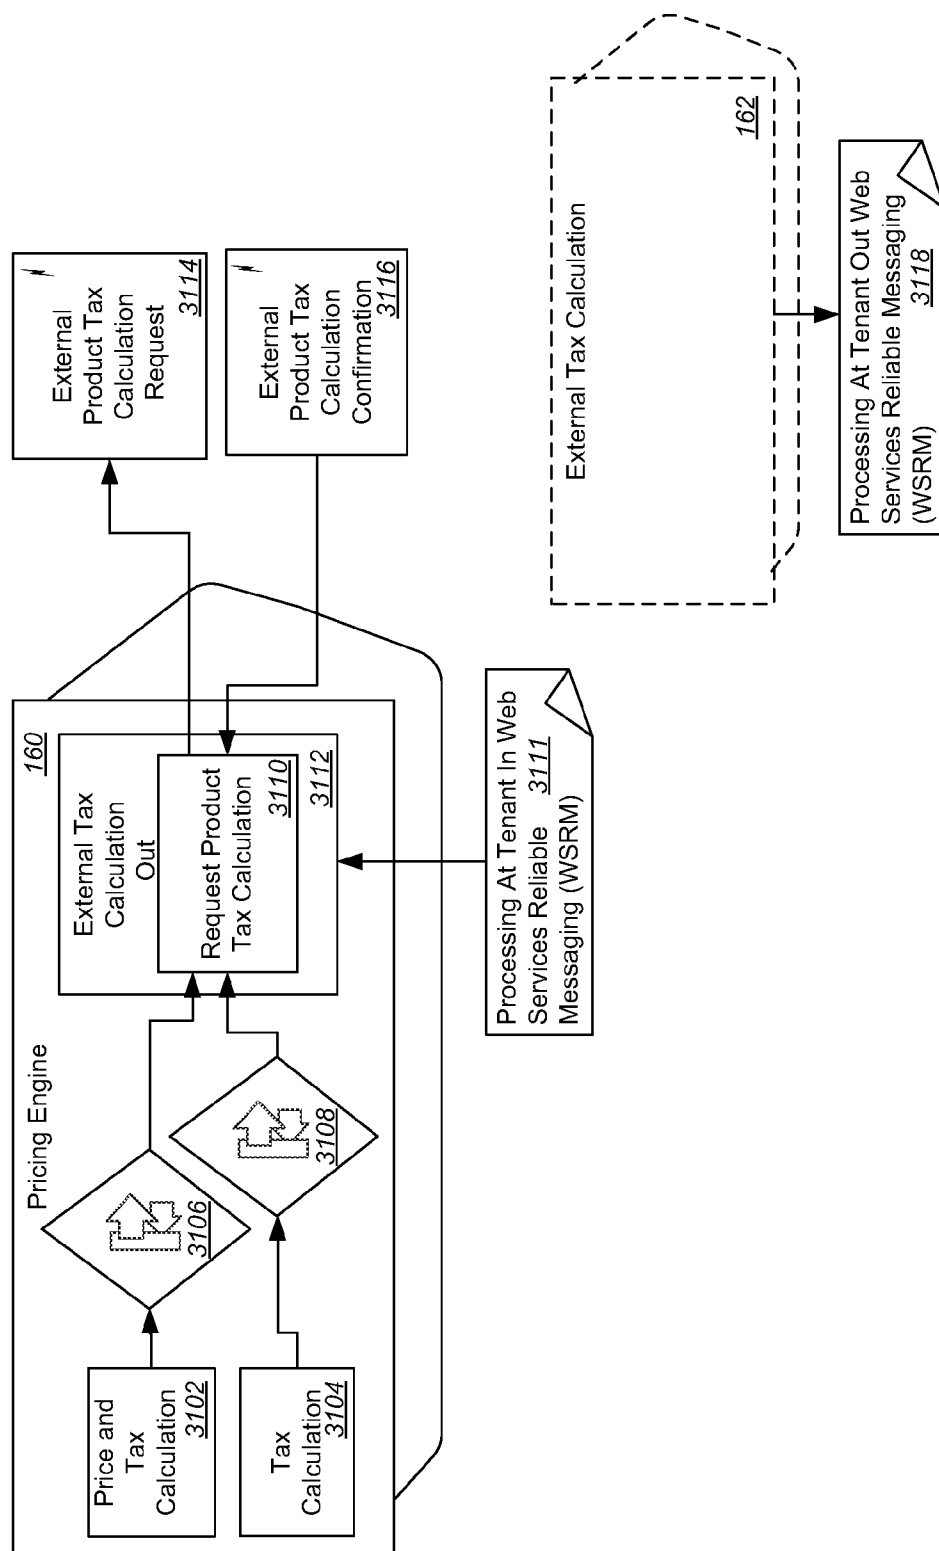 Pricing Engine
160
Price and
Tax
Calculation
3102
Tax
Calculation
3104
3106
3108
External Tax
Calculation
Out
Request Product
Tax Calculation
3110
3112
Processing At Tenant In Web
Services Reliable 3111
Messaging (WSRM)
External
Product Tax
Calculation
Request
3114
External
Product Tax
Calculation
Confirmation
3116
External Tax Calculation
162
Processing At Tenant Out Web
Services Reliable Messaging
(WSRM) 3118